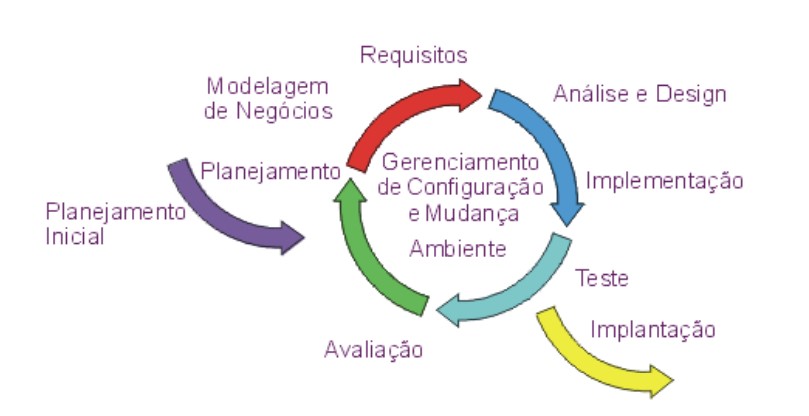 Requisitos
Modelagem
de Negócios
Análise e Design
Planejamento
Gerenciamento
de Configuração
e Mudança
Implementação
Planejamento
Inicial
Ambiente
Teste
Implantação
Avaliação